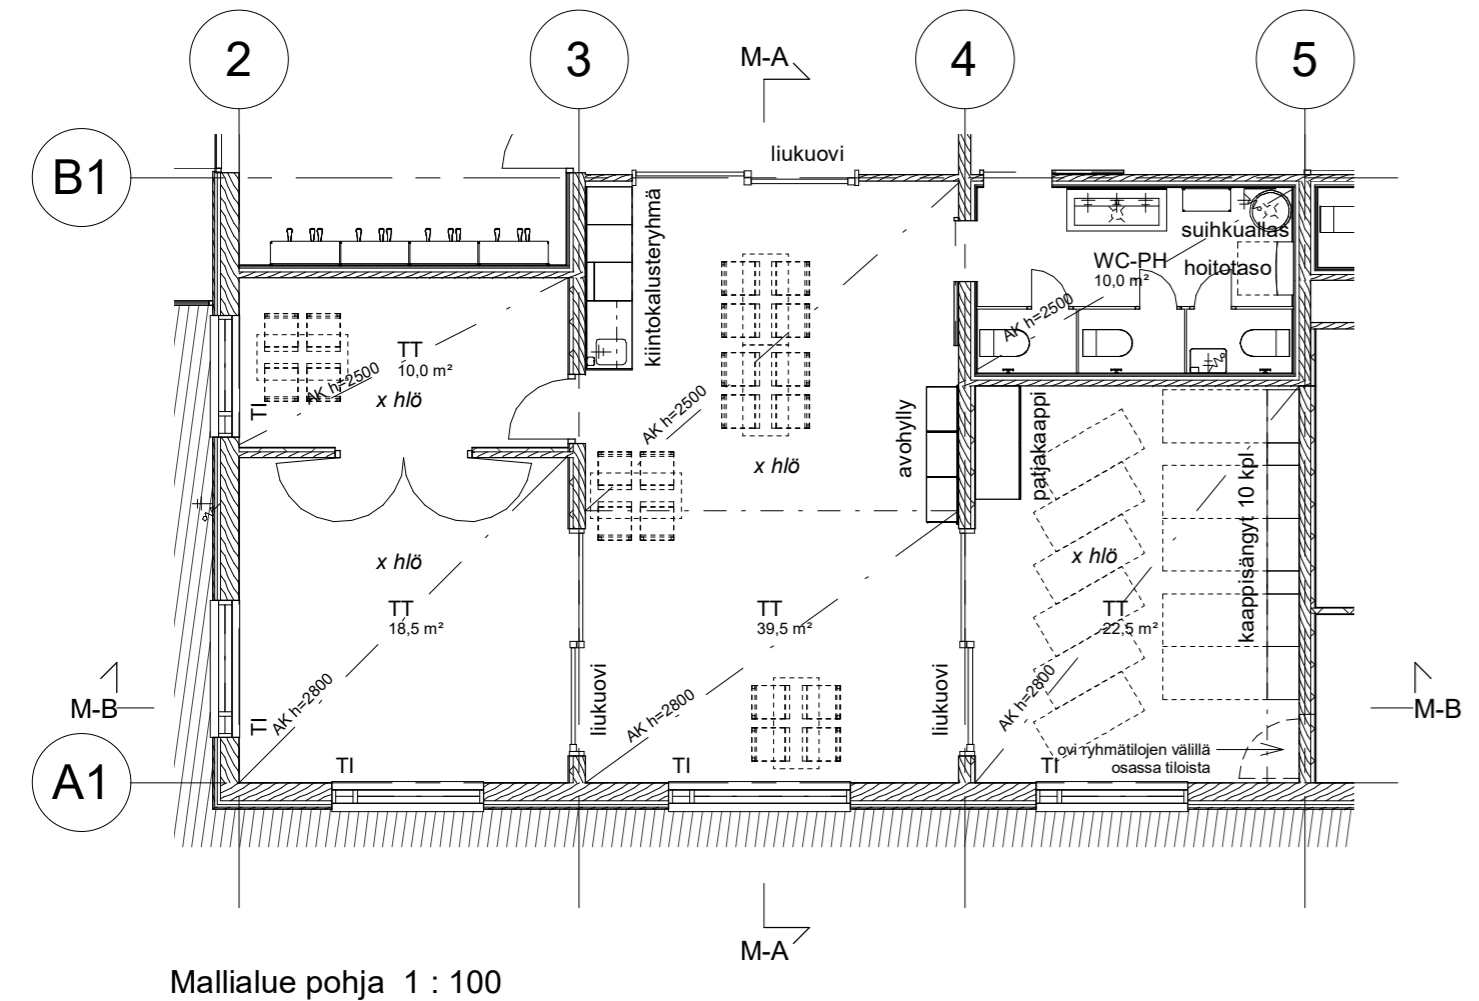 2
3
4
5
M-A
B1
liukuovi
kiintokalusteryhmä
suihkuallas
WC-PH
10,0 m²
hoitotaso
AK h=2500
TT
10,0 m²
AK h=2500
x hlö
TI
AK h=2500
x hlö
avohylly
patjakaappi
kaappisängyt 10 kpl
x hlö
x hlö
TT
18,5 m²
TT
39,5 m²
TT
22,5 m²
AK h=2800
AK h=2800
AK h=2800
liukuovi
liukuovi
M-B
M-B
TI
ovi ryhmätilojen välillä
osassa tiloista
TI
TI
TI
A1
M-A
Mallialue pohja 1 : 100